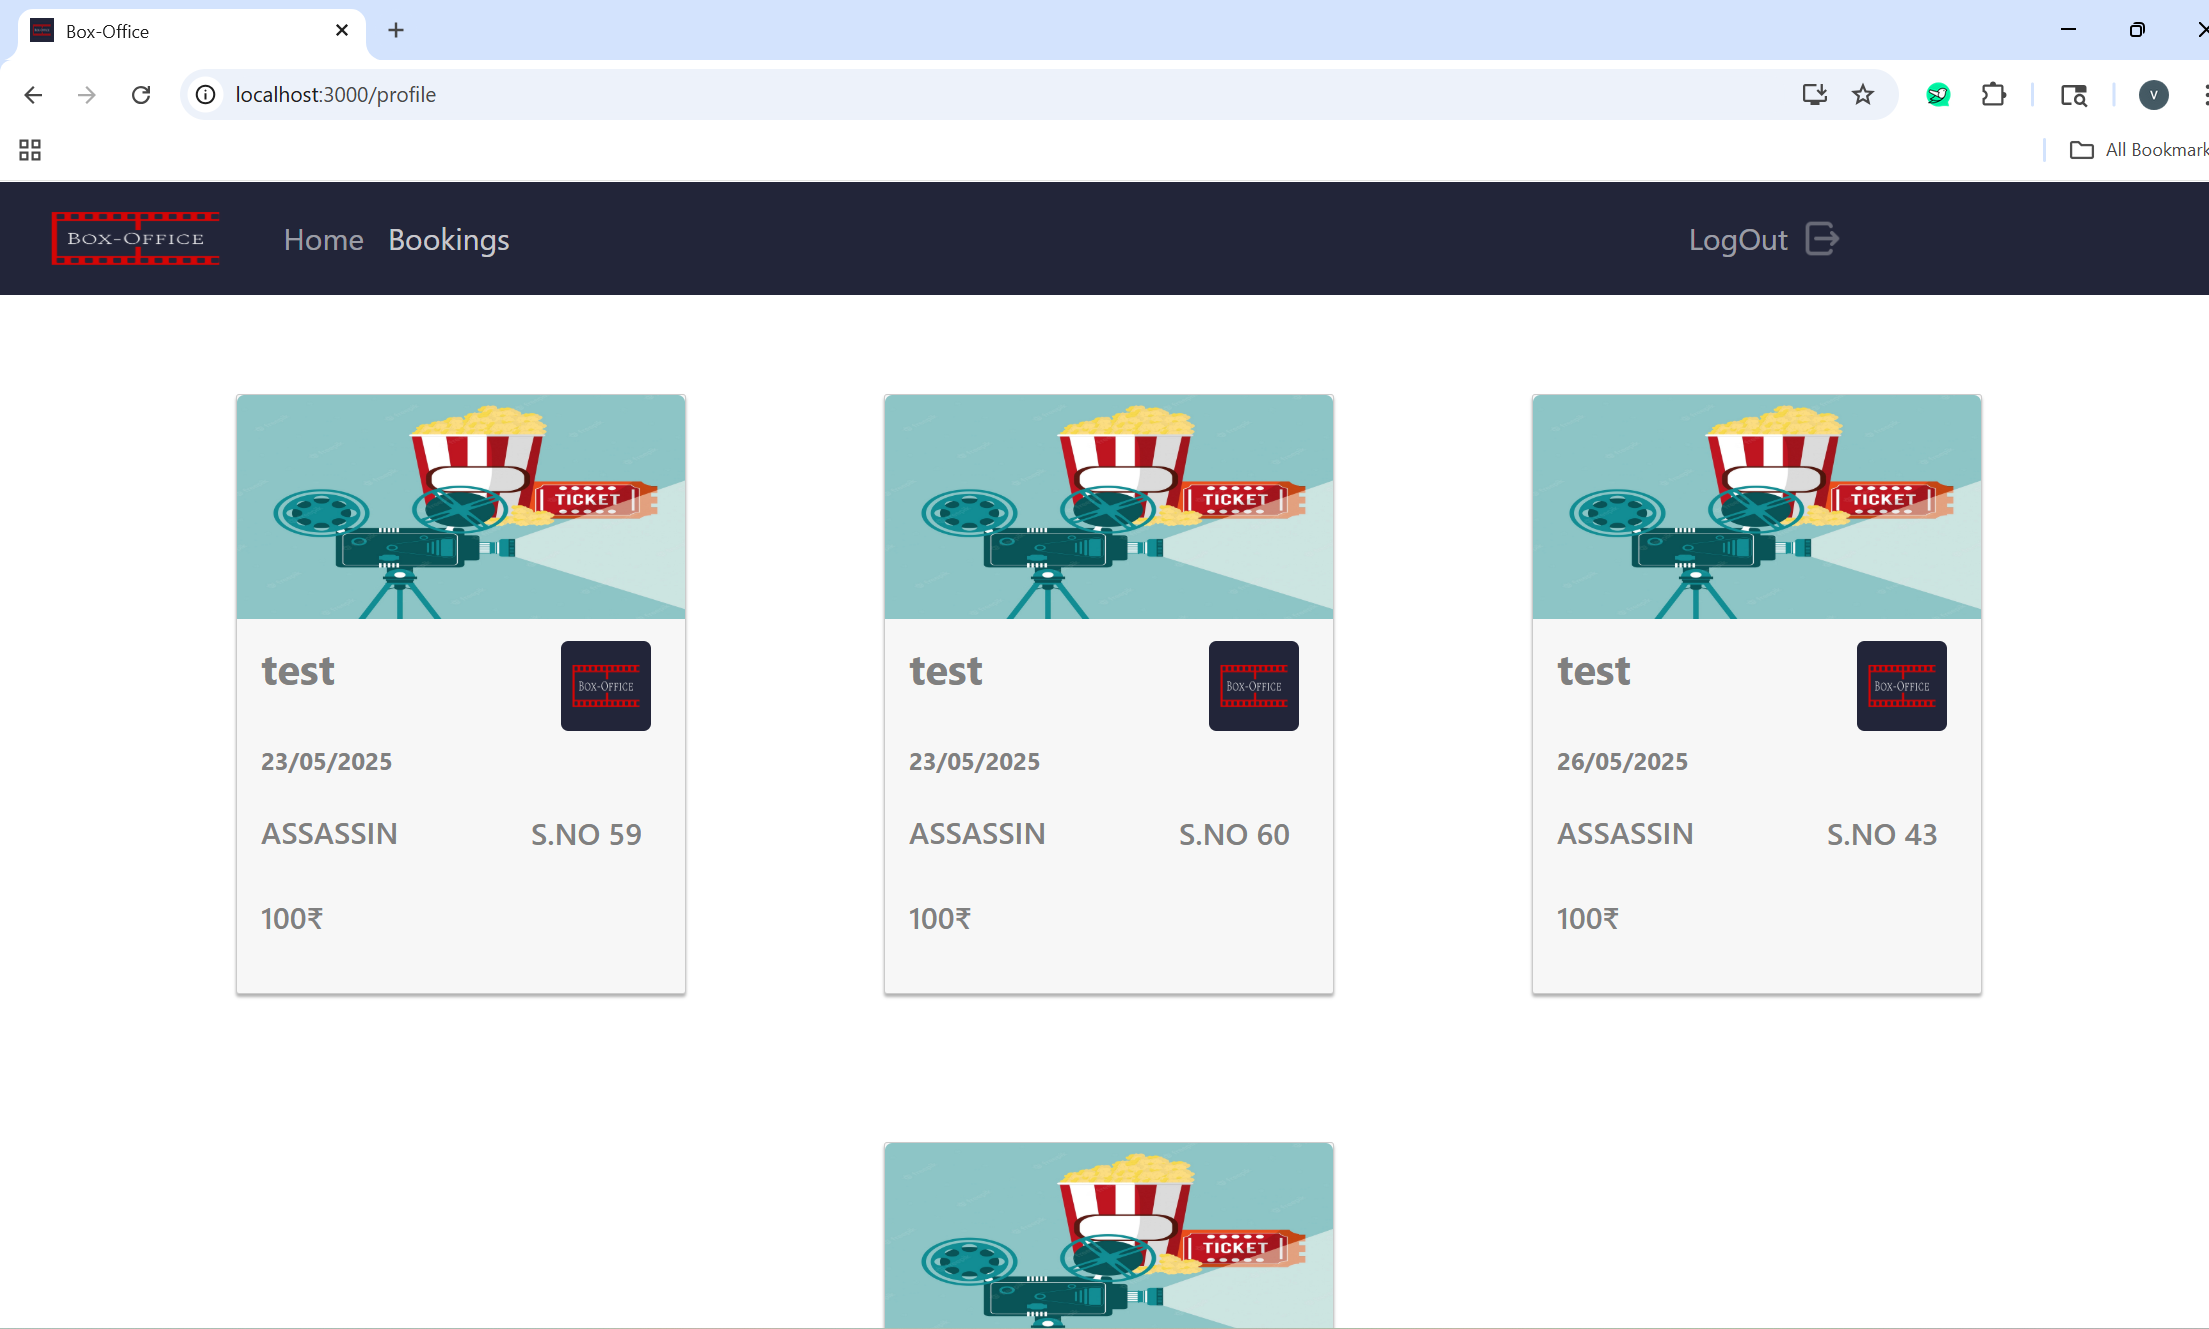 Box-Office
localhost:3000/profile
V
All Bookmark
BOX-OFFICE
Home
Bookings
LogOut
TICKET
TICKET
TICKET
test
BOX-OFFICE
test
BOX-OFFICE
test
BOX-OFFICE
23/05/2025
23/05/2025
26/05/2025
ASSASSIN
S.NO 59
ASSASSIN
S.NO 60
ASSASSIN
S.NO 43
100₹
100₹
100₹
TICKET